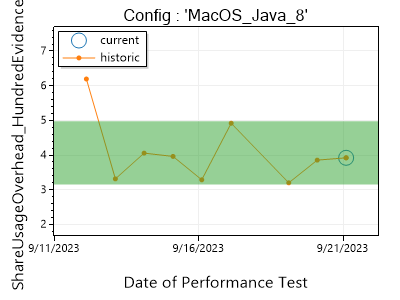 Config : 'MacOS_Java_8'
current
historic
ShareUsageOverhead_HundredEvidence
7
6
5
4
3
2
9/11/2023
9/16/2023
9/21/2023
Date of Performance Test